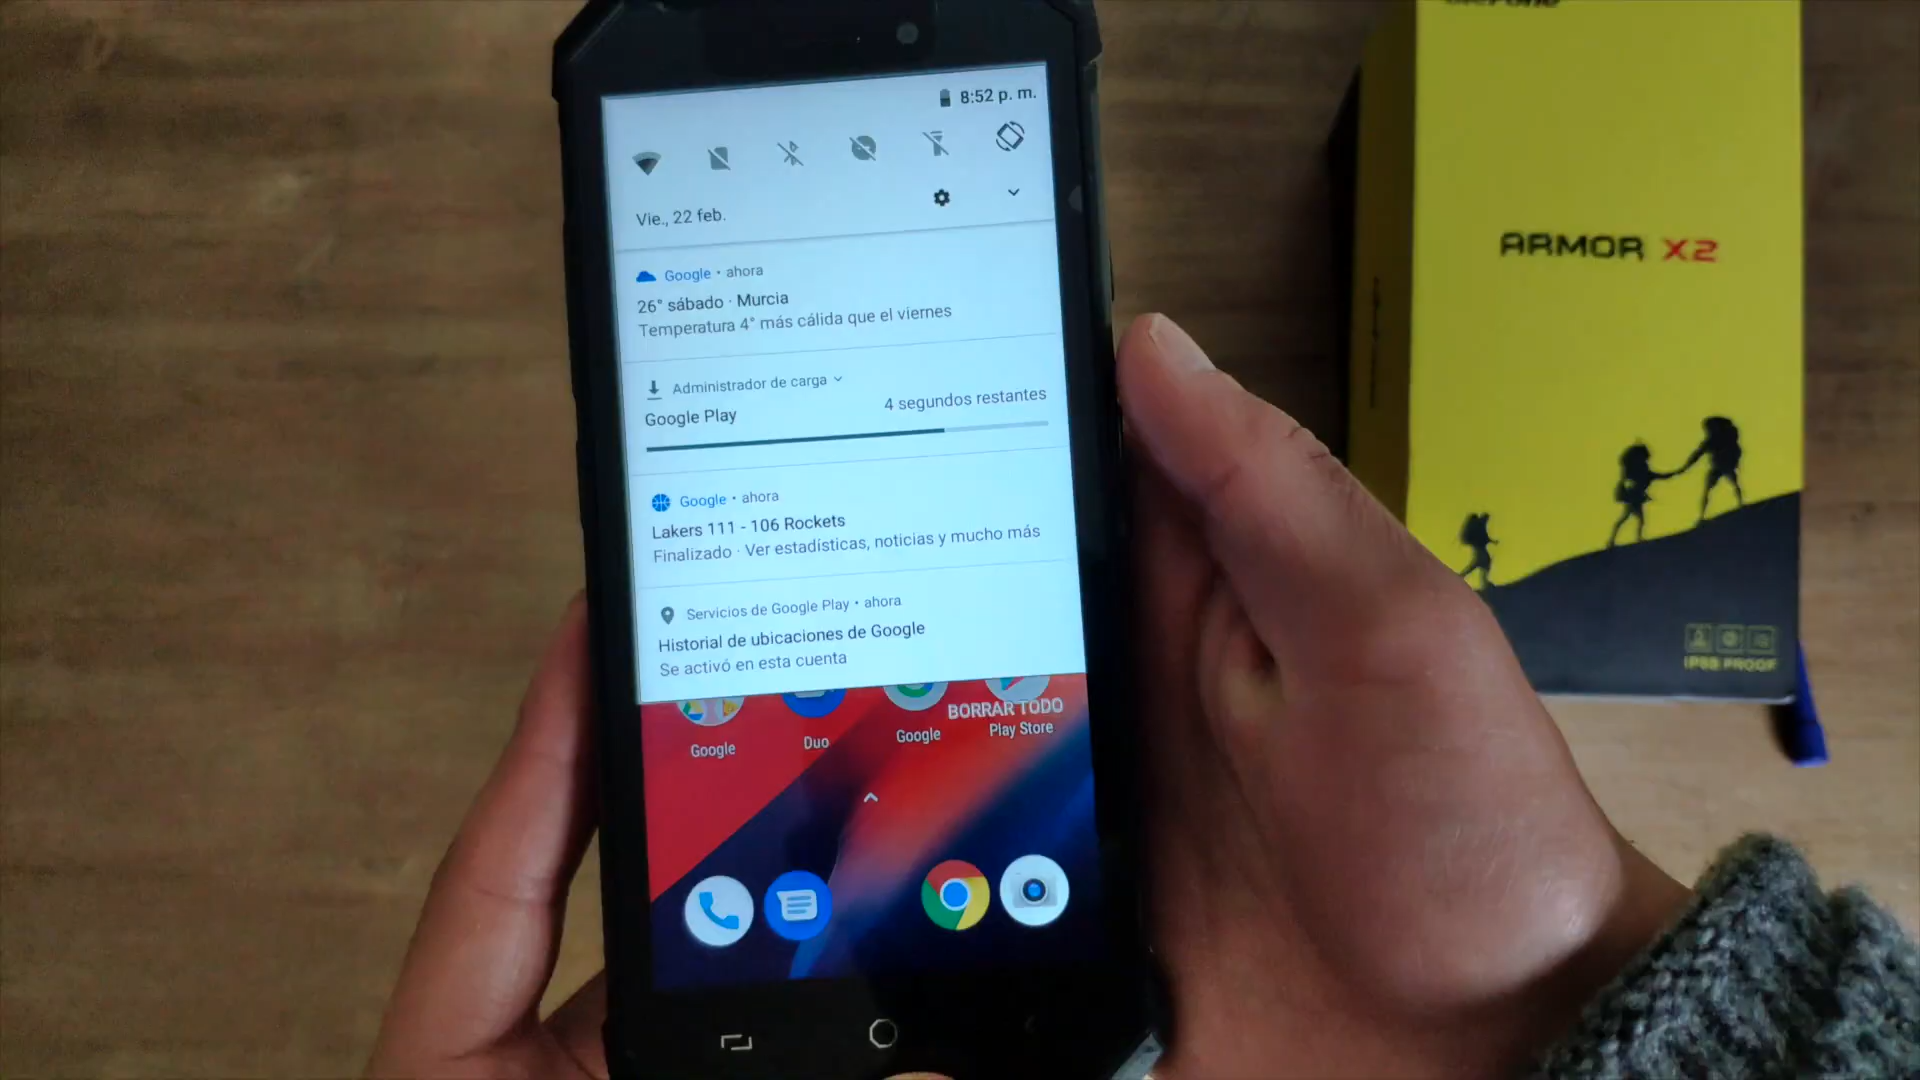 8:52 p. m.
Vie., 22 feb.
Google • ahora
26° sábado · Murcia
Temperatura 4° más cálida que el viernes
Administrador de carga
Google Play
4 segundos restantes
Google • ahora
Lakers 111 - 106 Rockets
Finalizado · Ver estadísticas, noticias y mucho más
Servicios de Google Play • ahora
Historial de ubicaciones de Google
Se activó en esta cuenta
BORRAR TODO
Google
Duo
Google
Play Store
ARMOR X2
IP68 PROOF